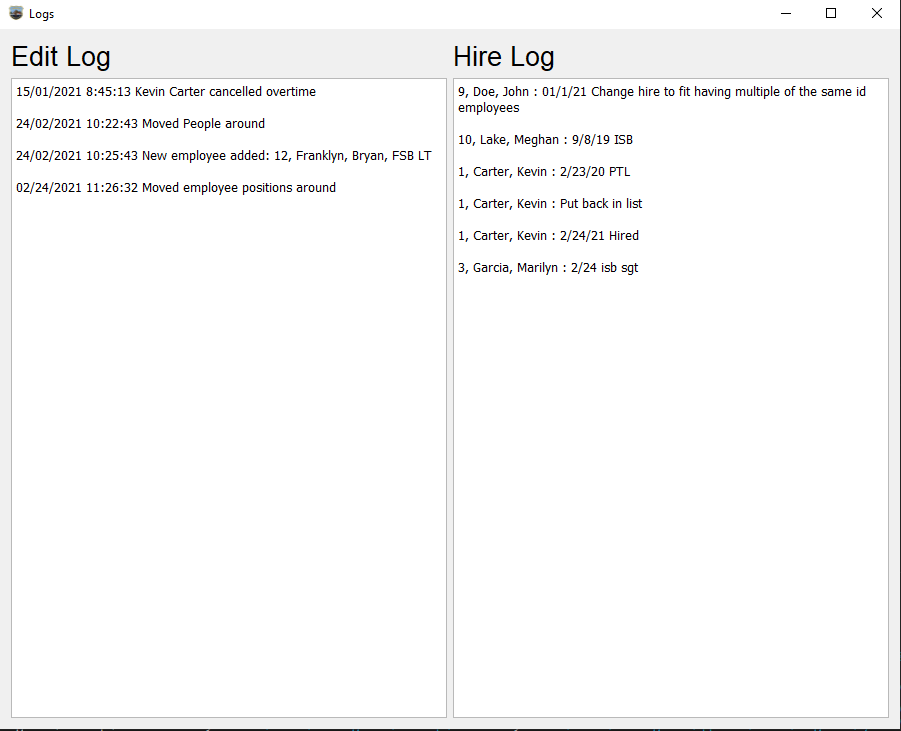 Logs
Edit Log
15/01/2021 8:45:13 Kevin Carter cancelled overtime
24/02/2021 10:22:43 Moved People around
24/02/2021 10:25:43 New employee added: 12, Franklyn, Bryan, FSB LT
02/24/2021 11:26:32 Moved employee positions around
Hire Log
9, Doe, John : 01/1/21 Change hire to fit having multiple of the same id
employees
10, Lake, Meghan : 9/8/19 ISB
1, Carter, Kevin : 2/23/20 PTL
1, Carter, Kevin : Put back in list
1, Carter, Kevin : 2/24/21 Hired
3, Garcia, Marilyn : 2/24 isb sgt